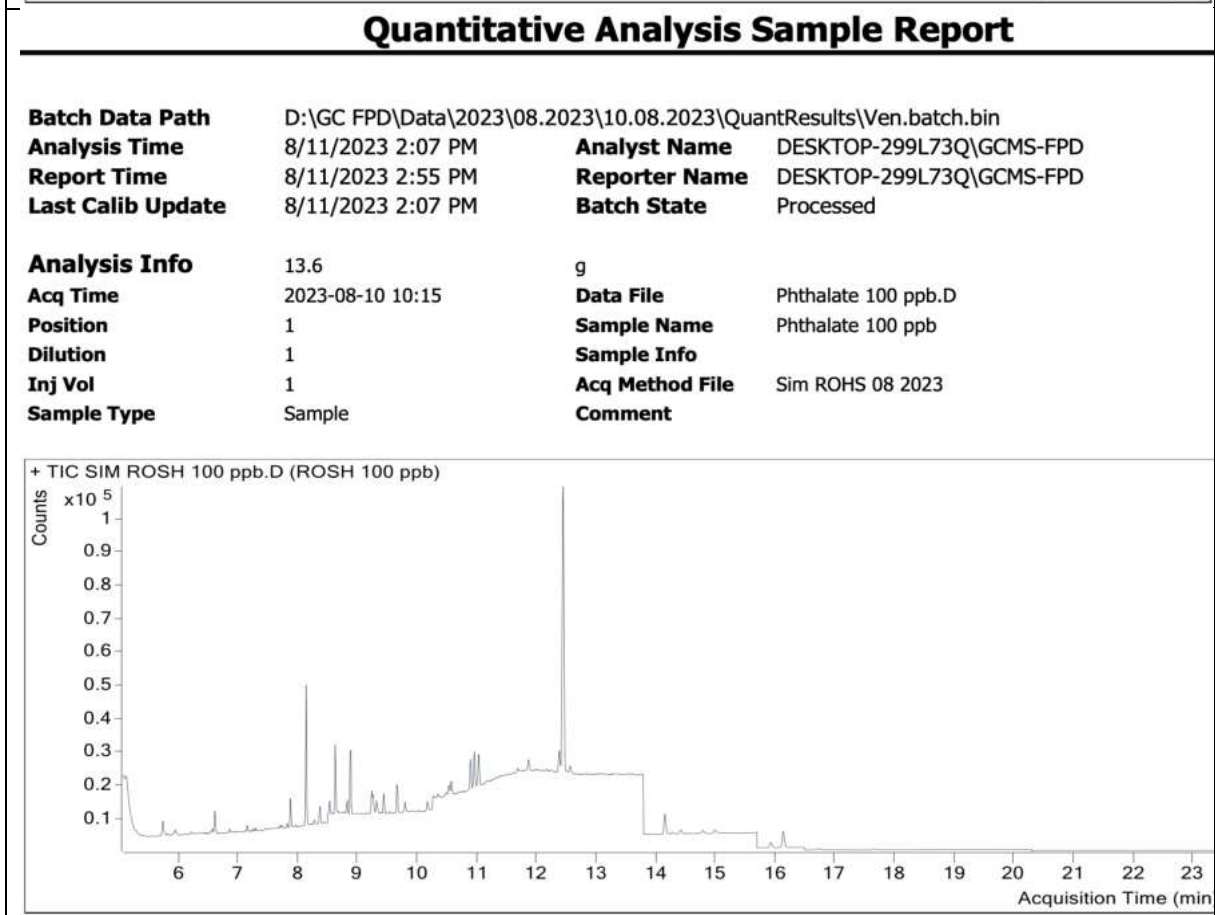 Quantitative Analysis Sample Report
Batch Data Path D:\GC FPD\Data\2023\08.2023\10.08.2023\QuantResults\Ven.batch.bin
Analysis Time 8/11/2023 2:07 PM Analyst Name DESKTOP-299L73Q\GCMS-FPD
Report Time 8/11/2023 2:55 PM Reporter Name DESKTOP-299L73Q\GCMS-FPD
Last Calib Update 8/11/2023 2:07 PM Batch State Processed
Analysis Info 13.6 g
Acq Time 2023-08-10 10:15 Data File Phthalate 100 ppb.D
Position 1 Sample Name Phthalate 100 ppb
Dilution 1 Sample Info
Inj Vol 1 Acq Method File Sim ROHS 08 2023
Sample Type Sample Comment
+ TIC SIM ROSH 100 ppb.D (ROSH 100 ppb)
Counts
x10 5
1
0.9
0.8
0.7
0.6
0.5
0.4
0.3
0.2
0.1
6 7 8 9 10 11 12 13 14 15 16 17 18 19 20 21 22 23
Acquisition Time (min